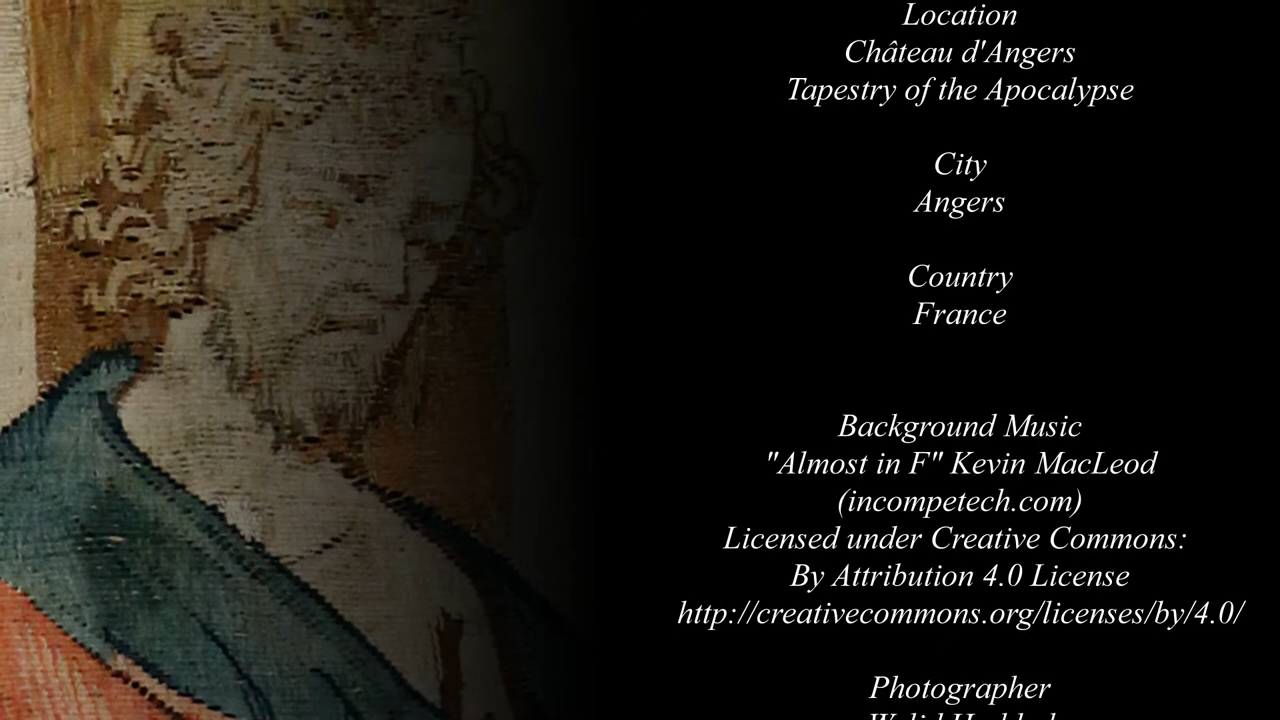 Location
Château d'Angers
Tapestry of the Apocalypse
City
Angers
Country
France
Background Music
"Almost in F" Kevin MacLeod
(incompetech.com)
Licensed under Creative Commons:
By Attribution 4.0 License
http://creativecommons.org/licenses/by/4.0/
Photographer